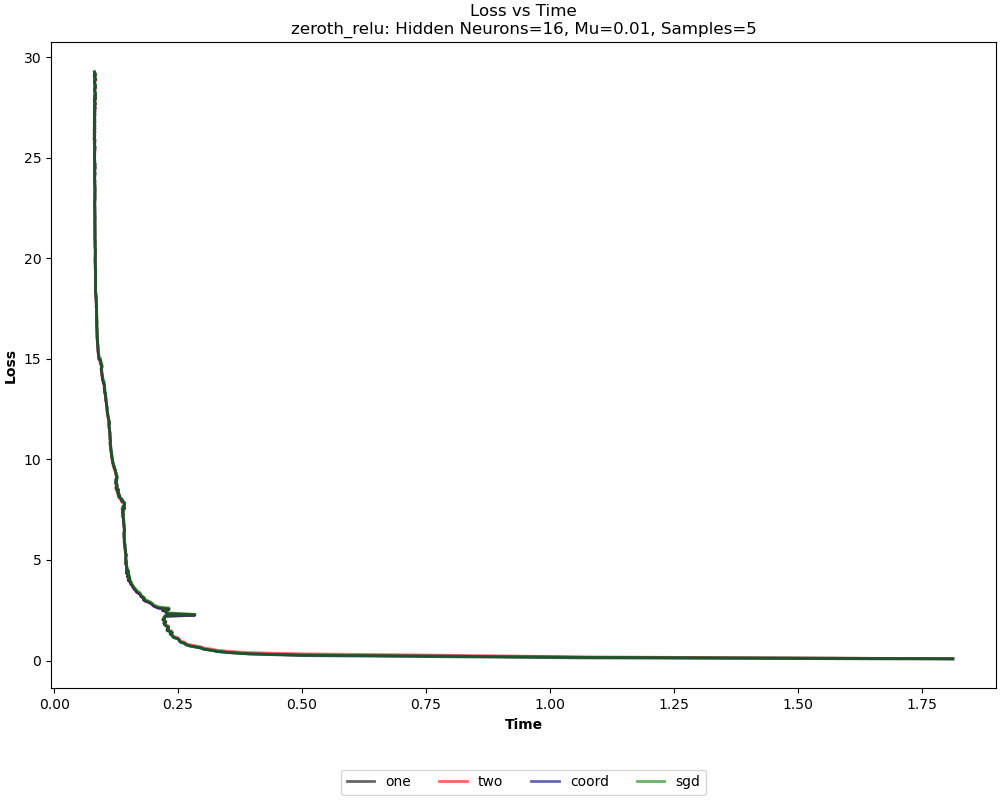 Loss vs Time
zeroth_relu: Hidden Neurons=16, Mu=0.01, Samples=5
30
25
20
15
10
5
0
Loss
0.00 0.25 0.50 0.75 1.00 1.25 1.50 1.75
Time
one two coord sgd